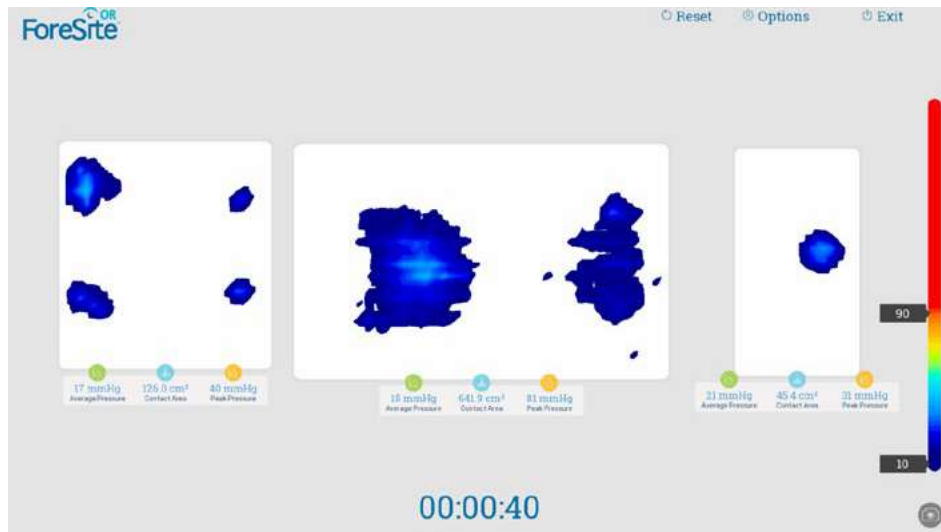 OR
ForeSite
Reset
Options
Exit
90
10
17 mmHg
Average Pressure
126.0 cm²
Contact Area
40 mmHg
Peak Pressure
18 mmHg
Average Pressure
641.9 cm²
Contact Area
81 mmHg
Peak Pressure
21 mmHg
Average Pressure
45.4 cm²
Contact Area
31 mmHg
Peak Pressure
00:00:40